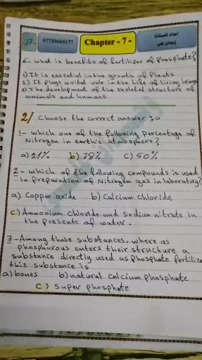 37
Chapter - 7 -
6- what is benefits of fertilizer of Phosphate?
1) It is essential in the growth of Plants
2) It plays a vital role in the life of living
3) The development of the skeletal structure of
animals and humans
2/ Choose the correct answer so
1- which one of the following percentage of
Nitrogen in earth's atmosphere?
a) 21% b) 78% c) 50%
2- which of the following compounds is used
in preparation of Nitrogen gas in laboratory?
a) Copper oxide b) Calcium chloride
c) Ammonium chloride and sodium nitrate in
the presents of water.
3- Among these substances, where as
phosphorous enters their structure, a
substance directly used as phosphate fertilizer
this substance is
a) bones b) natural calcium phosphate
c) Super phosphate